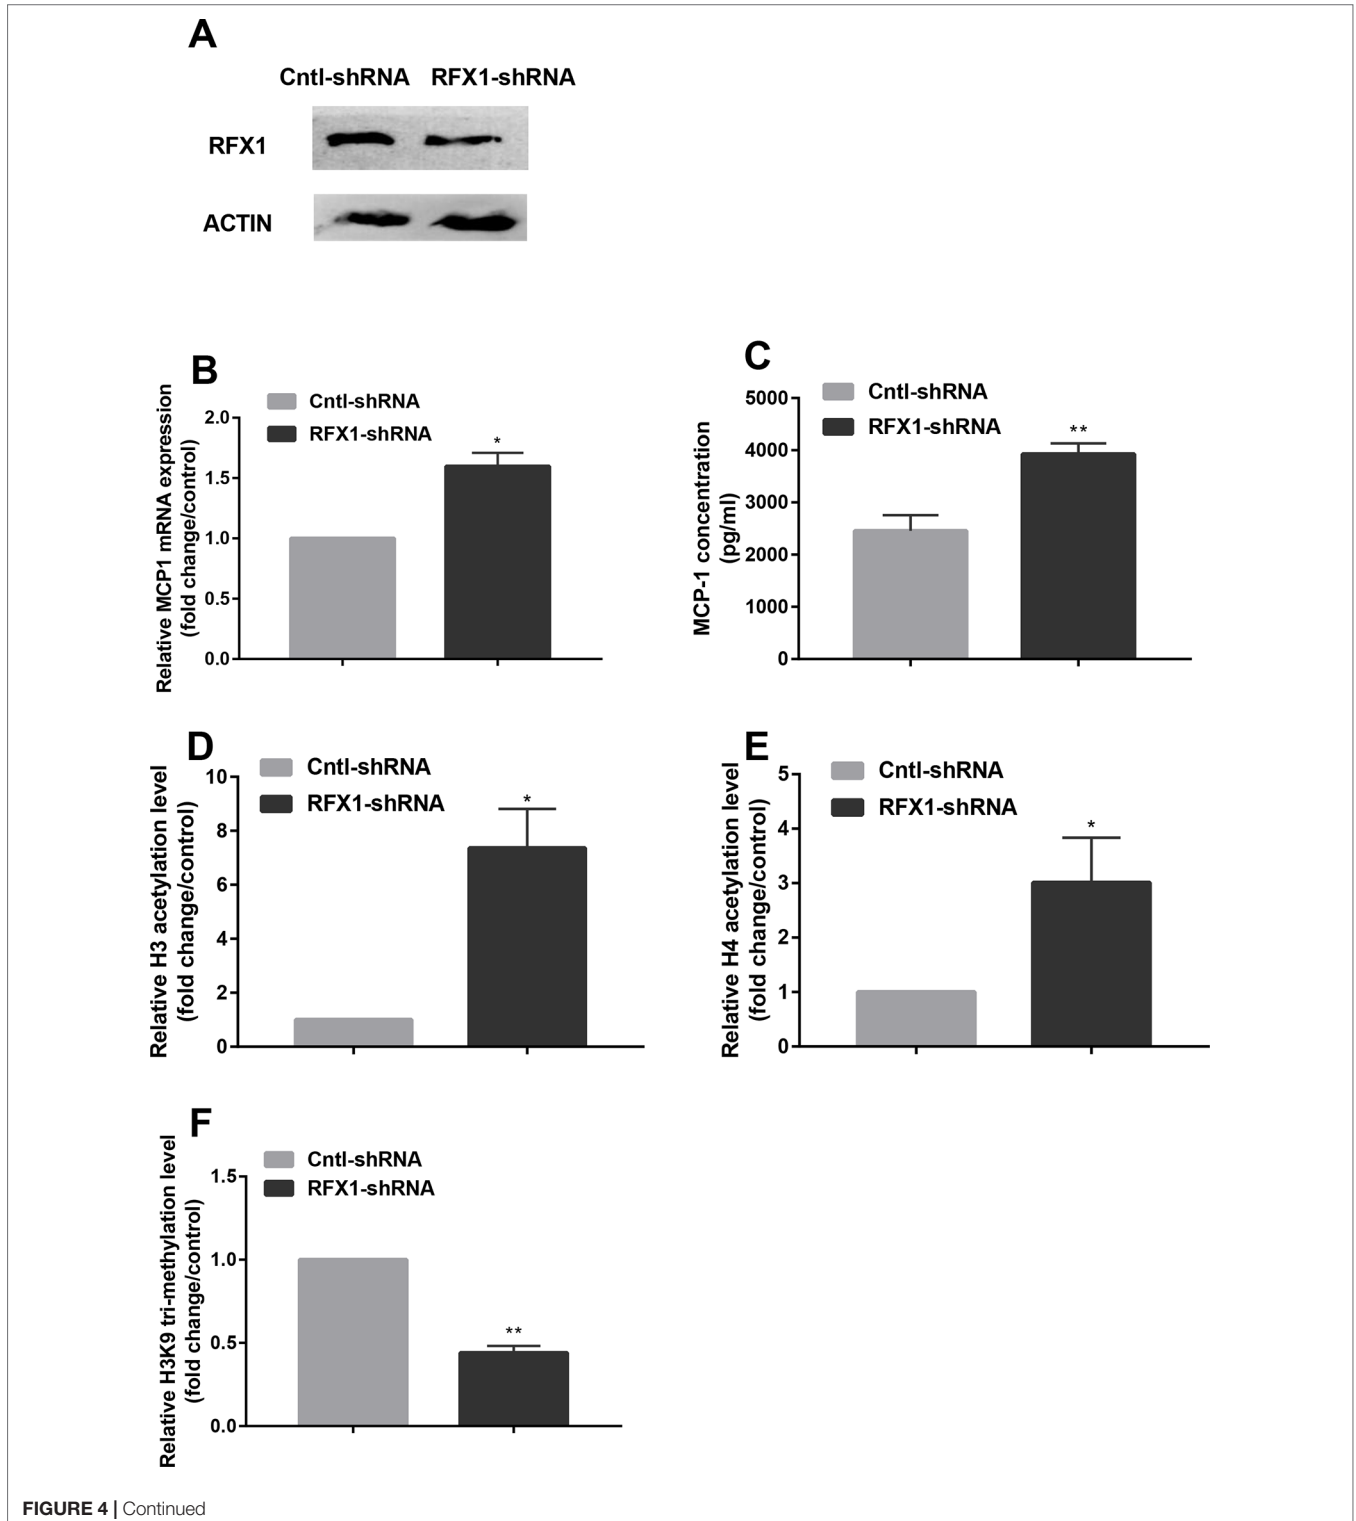 A
Cntl-shRNA RFX1-shRNA
RFX1
ACTIN
B
Cntl-shRNA
RFX1-shRNA
Relative MCP1 mRNA expression
(fold change/control)
2.0
1.5
1.0
0.5
0.0
*
C
Cntl-shRNA
RFX1-shRNA
MCP-1 concentration
(pg/ml)
5000
4000
3000
2000
1000
0
**
D
Cntl-shRNA
RFX1-shRNA
Relative H3 acetylation level
(fold change/control)
10
8
6
4
2
0
*
E
Cntl-shRNA
RFX1-shRNA
Relative H4 acetylation level
(fold change/control)
5
4
3
2
1
0
*
F
Cntl-shRNA
RFX1-shRNA
Relative H3K9 tri-methylation level
(fold change/control)
1.5
1.0
0.5
0.0
**
FIGURE 4 | Continued